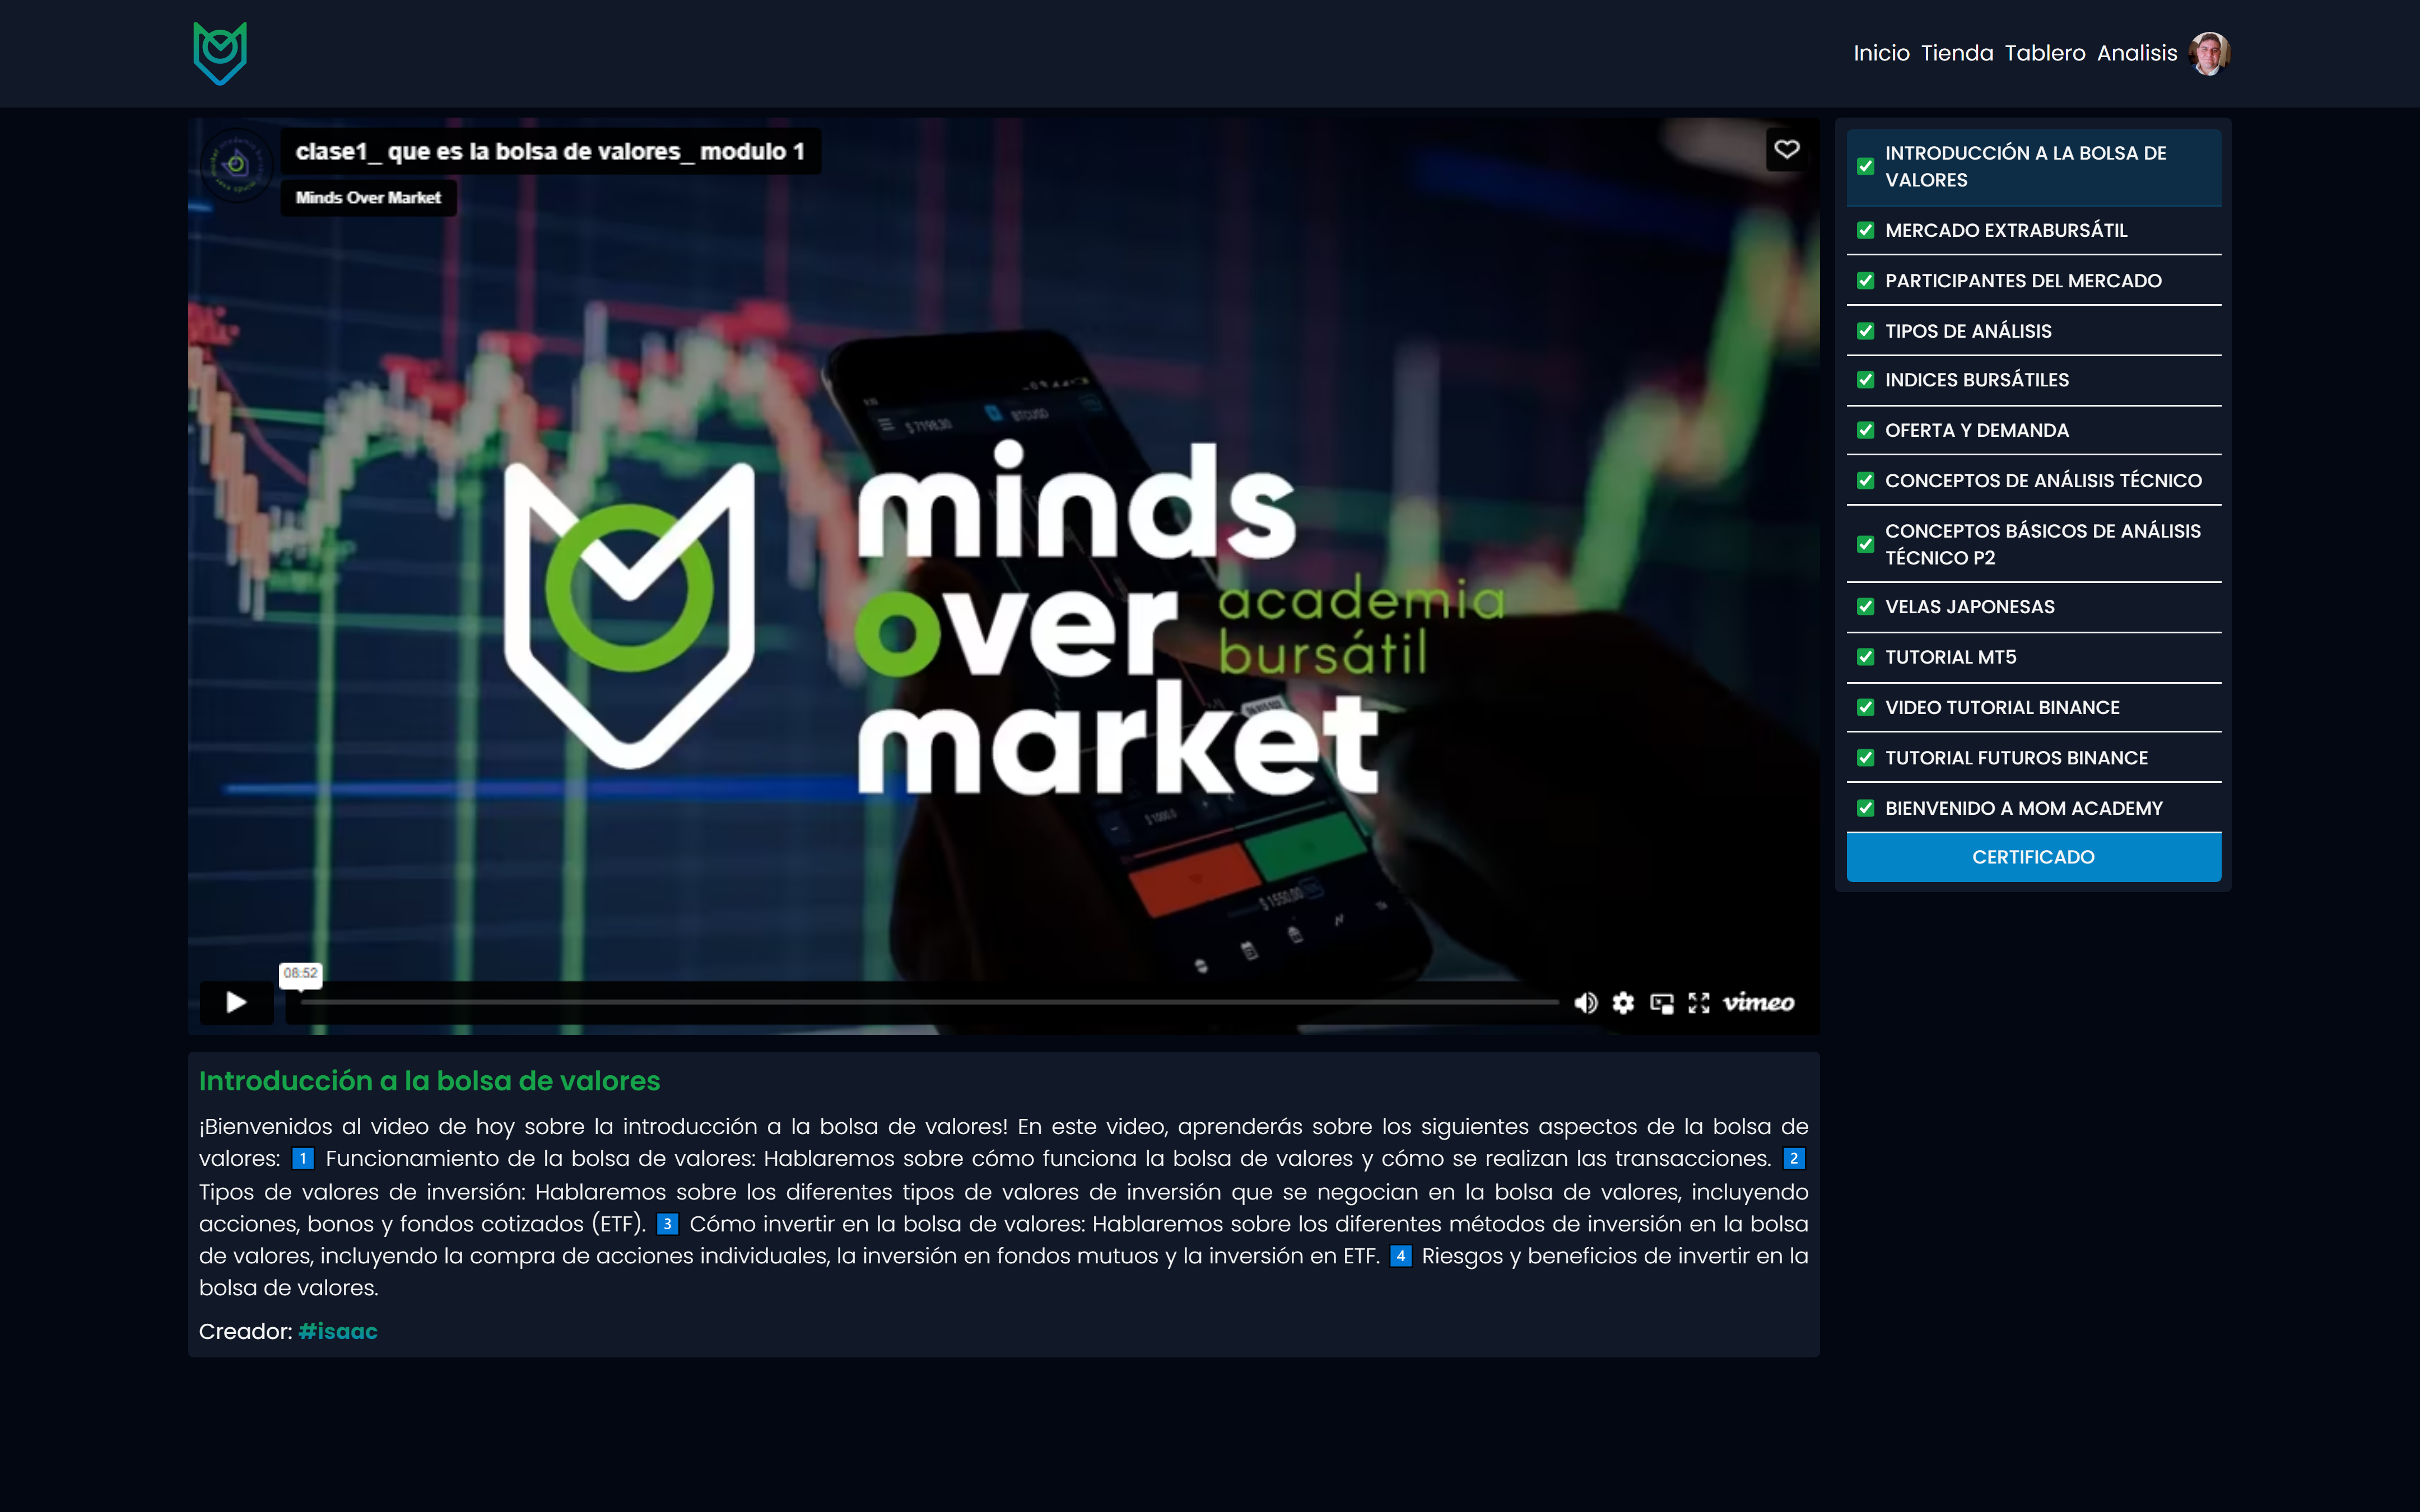 Inicio Tienda Tablero Analisis
clase1_ que es la bolsa de valores_ modulo 1
Minds Over Market
$7198,30 BTCUSD
minds
over academia
bursátil
market
$1550,00
08:52
vimeo
INTRODUCCIÓN A LA BOLSA DE
VALORES
MERCADO EXTRABURSÁTIL
PARTICIPANTES DEL MERCADO
TIPOS DE ANÁLISIS
INDICES BURSÁTILES
OFERTA Y DEMANDA
CONCEPTOS DE ANÁLISIS TÉCNICO
CONCEPTOS BÁSICOS DE ANÁLISIS
TÉCNICO P2
VELAS JAPONESAS
TUTORIAL MT5
VIDEO TUTORIAL BINANCE
TUTORIAL FUTUROS BINANCE
BIENVENIDO A MOM ACADEMY
CERTIFICADO
Introducción a la bolsa de valores
¡Bienvenidos al video de hoy sobre la introducción a la bolsa de valores! En este video, aprenderás sobre los siguientes aspectos de la bolsa de
valores: 1 Funcionamiento de la bolsa de valores: Hablaremos sobre cómo funciona la bolsa de valores y cómo se realizan las transacciones. 2
Tipos de valores de inversión: Hablaremos sobre los diferentes tipos de valores de inversión que se negocian en la bolsa de valores, incluyendo
acciones, bonos y fondos cotizados (ETF). 3 Cómo invertir en la bolsa de valores: Hablaremos sobre los diferentes métodos de inversión en la bolsa
de valores, incluyendo la compra de acciones individuales, la inversión en fondos mutuos y la inversión en ETF. 4 Riesgos y beneficios de invertir en la
bolsa de valores.
Creador: #isaac